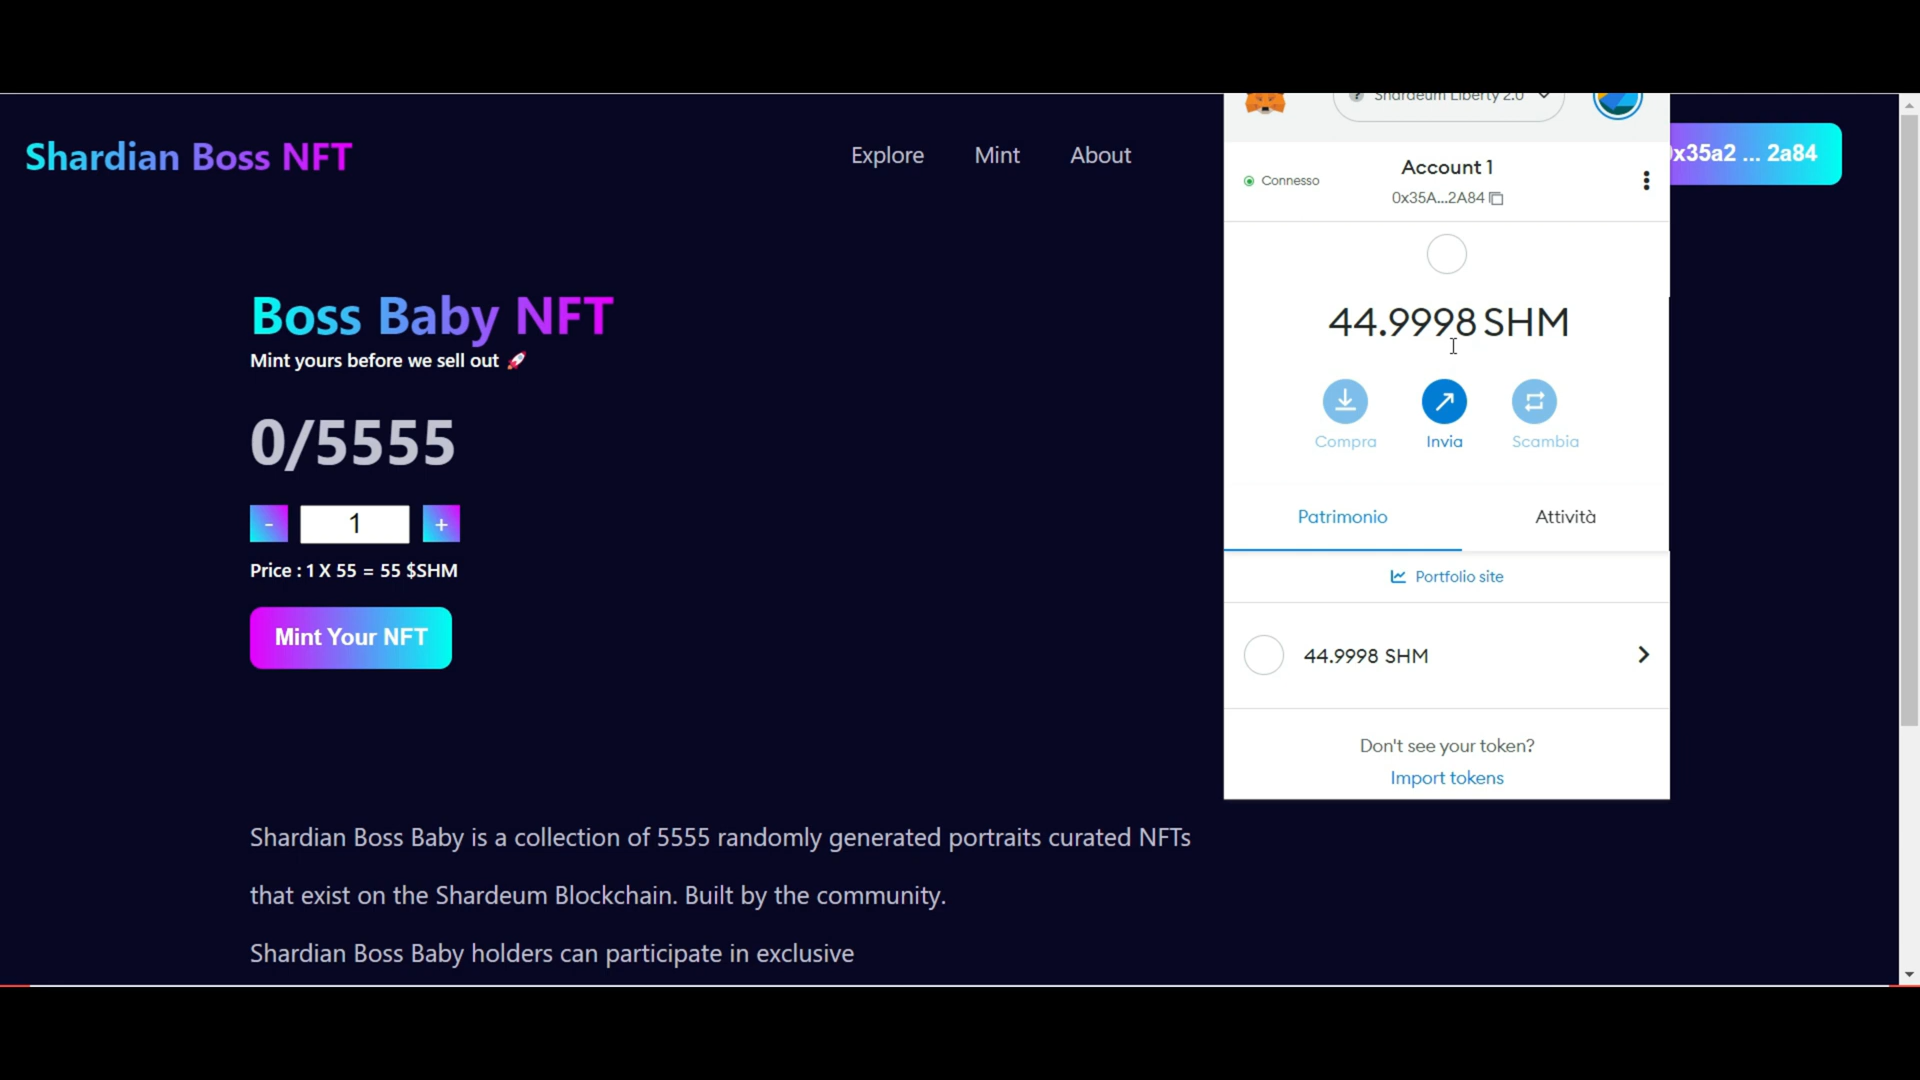 Shardian Boss NFT
Explore
Mint
About
x35a2 ... 2a84
Boss Baby NFT
Mint yours before we sell out 🚀
0/5555
- 1 +
Price : 1 X 55 = 55 $SHM
Mint Your NFT
Shardian Boss Baby is a collection of 5555 randomly generated portraits curated NFTs
that exist on the Shardeum Blockchain. Built by the community.
Shardian Boss Baby holders can participate in exclusive
Shardeum Liberty 2.0
Connesso
Account 1
0x35A...2A84
44.9998 SHM
Compra
Invia
Scambia
Patrimonio
Attività
Portfolio site
44.9998 SHM
Don't see your token?
Import tokens